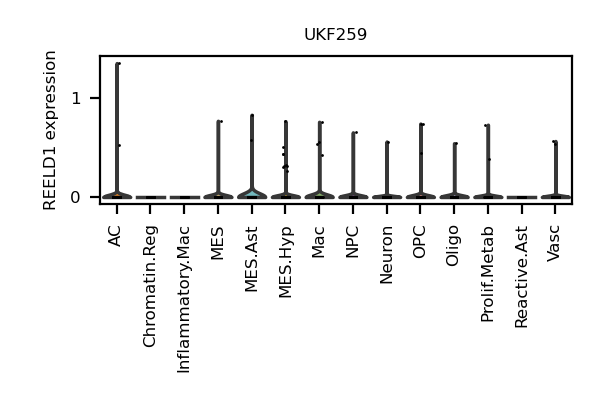 UKF259
REELD1 expression
1
0
AC
Chromatin.Reg
Inflammatory.Mac
MES
MES.Ast
MES.Hyp
Mac
NPC
Neuron
OPC
Oligo
Prolif.Metab
Reactive.Ast
Vasc